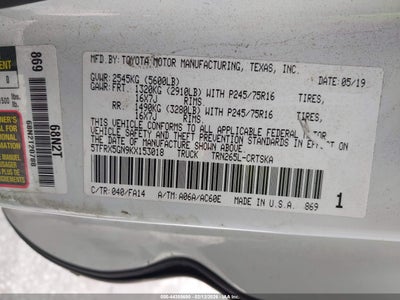 MFD.BY:TOYOTA MOTOR MANUFACTURING, TEXAS, INC.
DATE: 05/19
GVWR: 2545KG (5600LB)
GAWR:FRT. 1320KG (2910LB) WITH P245/75R16 TIRES,
16X7J RIMS
RR. 1490KG (3280LB) WITH P245/75R16 TIRES,
16X7J RIMS
THIS VEHICLE CONFORMS TO ALL APPLICABLE FEDERAL MOTOR
VEHICLE SAFETY AND THEFT PREVENTION STANDARDS IN EFFECT ON
THE DATE OF MANUFACTURE SHOWN ABOVE.
5TFRX5GN9KX153018 TRUCK TRN265L-CRTSKA
C/TR: 040/FA14 A/TM: A06A/AC60E MADE IN U.S.A. 869 1
869
68N2T